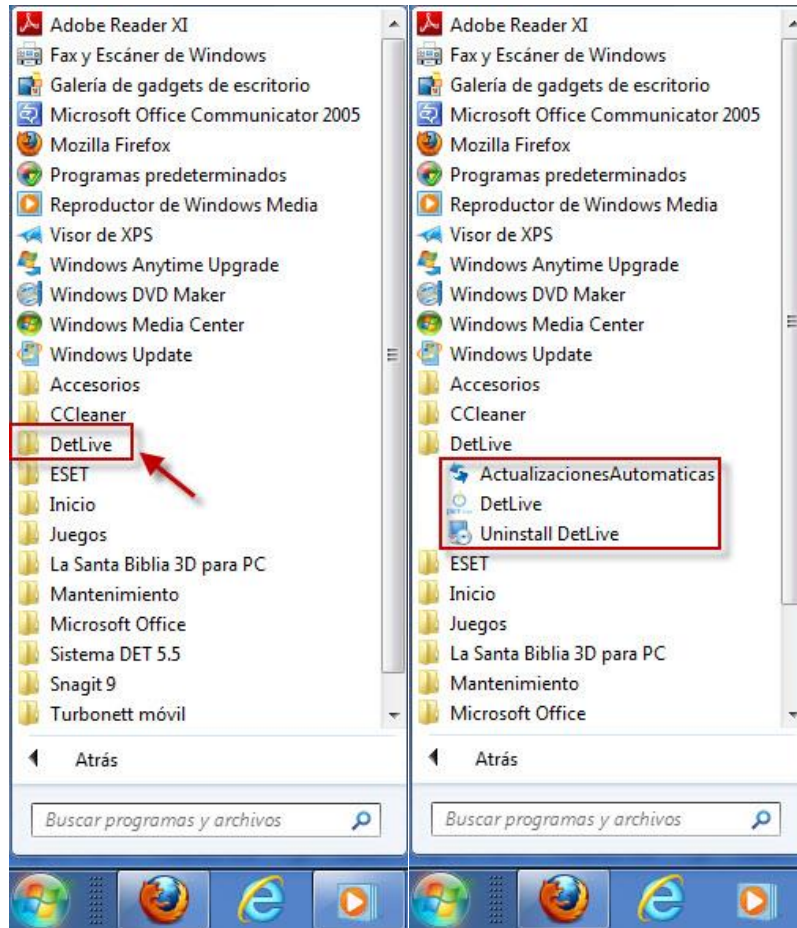 Adobe Reader XI
Fax y Escáner de Windows
Galería de gadgets de escritorio
Microsoft Office Communicator 2005
Mozilla Firefox
Programas predeterminados
Reproductor de Windows Media
Visor de XPS
Windows Anytime Upgrade
Windows DVD Maker
Windows Media Center
Windows Update
Accesorios
CCleaner
DetLive
ESET
Inicio
Juegos
La Santa Biblia 3D para PC
Mantenimiento
Microsoft Office
Sistema DET 5.5
Snagit 9
Turbonett móvil
Atrás
Buscar programas y archivos
Adobe Reader XI
Fax y Escáner de Windows
Galería de gadgets de escritorio
Microsoft Office Communicator 2005
Mozilla Firefox
Programas predeterminados
Reproductor de Windows Media
Visor de XPS
Windows Anytime Upgrade
Windows DVD Maker
Windows Media Center
Windows Update
Accesorios
CCleaner
DetLive
ActualizacionesAutomaticas
DetLive
Uninstall DetLive
ESET
Inicio
Juegos
La Santa Biblia 3D para PC
Mantenimiento
Microsoft Office
Atrás
Buscar programas y archivos